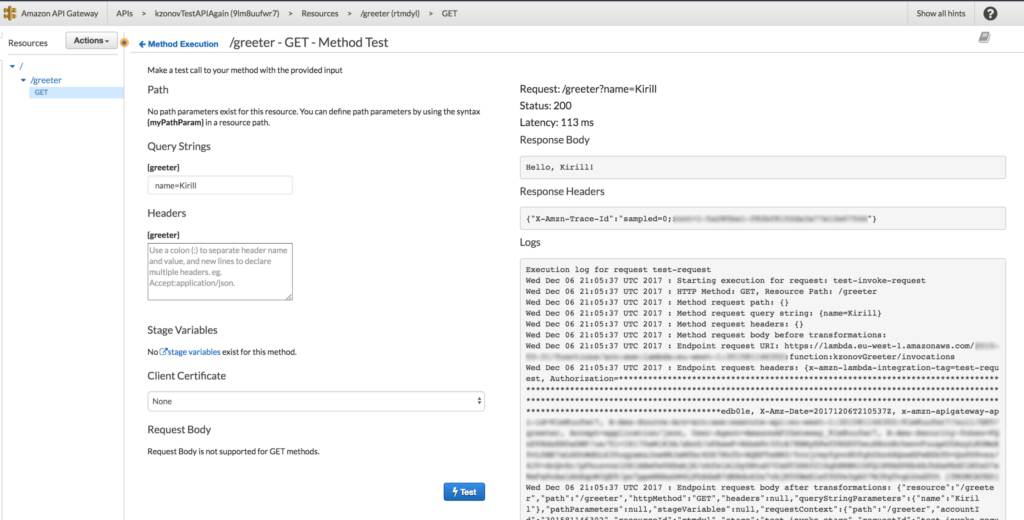 Amazon API Gateway APIs > kzonovTestAPIAgain (9lm8uufwr7) > Resources > /greeter (rtmdyl) > GET Show all hints ?
Resources Actions
Method Execution /greeter - GET - Method Test
/
/greeter
GET
Make a test call to your method with the provided input
Path
No path parameters exist for this resource. You can define path parameters by using the syntax
{myPathParam} in a resource path.
Query Strings
{greeter}
name=Kirill
Headers
{greeter}
Use a colon (:) to separate header name
and value, and new lines to declare
multiple headers. eg.
Accept:application/json.
Stage Variables
No stage variables exist for this method.
Client Certificate
None
Request Body
Request Body is not supported for GET methods.
Test
Request: /greeter?name=Kirill
Status: 200
Latency: 113 ms
Response Body
Hello, Kirill!
Response Headers
{"X-Amzn-Trace-Id":"sampled=0; "}
Logs
Execution log for request test-request
Wed Dec 06 21:05:37 UTC 2017 : Starting execution for request: test-invoke-request
Wed Dec 06 21:05:37 UTC 2017 : HTTP Method: GET, Resource Path: /greeter
Wed Dec 06 21:05:37 UTC 2017 : Method request path: {}
Wed Dec 06 21:05:37 UTC 2017 : Method request query string: {name=Kirill}
Wed Dec 06 21:05:37 UTC 2017 : Method request headers: {}
Wed Dec 06 21:05:37 UTC 2017 : Method request body before transformations:
Wed Dec 06 21:05:37 UTC 2017 : Endpoint request URI: https://lambda.eu-west-1.amazonaws.com/
:function:kzonovGreeter/invocations
Wed Dec 06 21:05:37 UTC 2017 : Endpoint request headers: {x-amzn-lambda-integration-tag=test-requ
est, Authorization=
edb01e, X-Amz-Date=20171206T210537Z, x-amzn-apigateway-ap
Wed Dec 06 21:05:37 UTC 2017 : Endpoint request body after transformations: {"resource":"/greete
r","path":"/greeter","httpMethod":"GET","headers":null,"queryStringParameters":{"name":"Kiril
l"},"pathParameters":null,"stageVariables":null,"requestContext":{"path":"/greeter","accountI